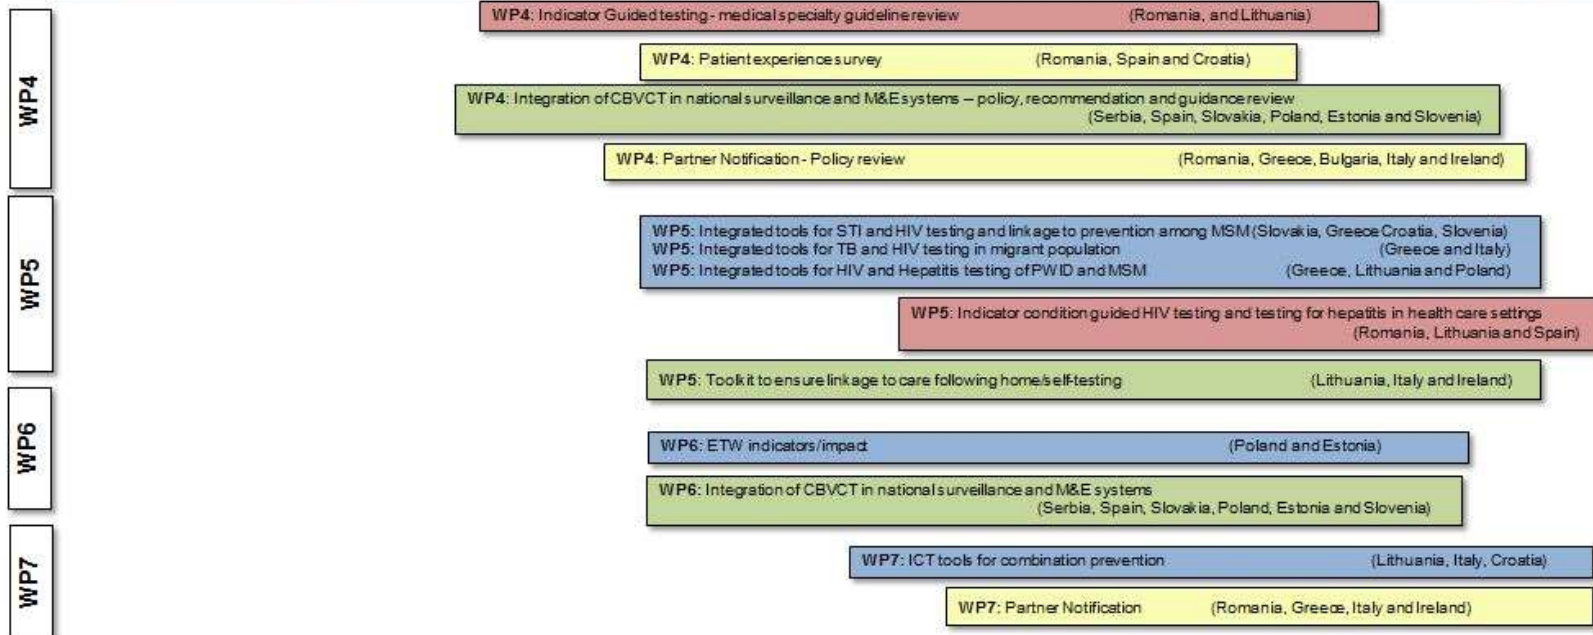 WP4
WP4: Indicator Guided testing - medical specialty guideline review (Romania, and Lithuania)
WP4: Patient experience survey (Romania, Spain and Croatia)
WP4: Integration of CBVCT in national surveillance and M&E systems – policy, recommendation and guidance review
(Serbia, Spain, Slovakia, Poland, Estonia and Slovenia)
WP4: Partner Notification - Policy review (Romania, Greece, Bulgaria, Italy and Ireland)
WP5
WP5: Integrated tools for STI and HIV testing and linkage to prevention among MSM (Slovakia, Greece Croatia, Slovenia)
WP5: Integrated tools for TB and HIV testing in migrant population (Greece and Italy)
WP5: Integrated tools for HIV and Hepatitis testing of PWID and MSM (Greece, Lithuania and Poland)
WP5: Indicator condition guided HIV testing and testing for hepatitis in health care settings
(Romania, Lithuania and Spain)
WP5: Toolkit to ensure linkage to care following home/self-testing (Lithuania, Italy and Ireland)
WP6
WP6: ETW indicators/impact (Poland and Estonia)
WP6: Integration of CBVCT in national surveillance and M&E systems
(Serbia, Spain, Slovakia, Poland, Estonia and Slovenia)
WP7
WP7: ICT tools for combination prevention (Lithuania, Italy, Croatia)
WP7: Partner Notification (Romania, Greece, Italy and Ireland)